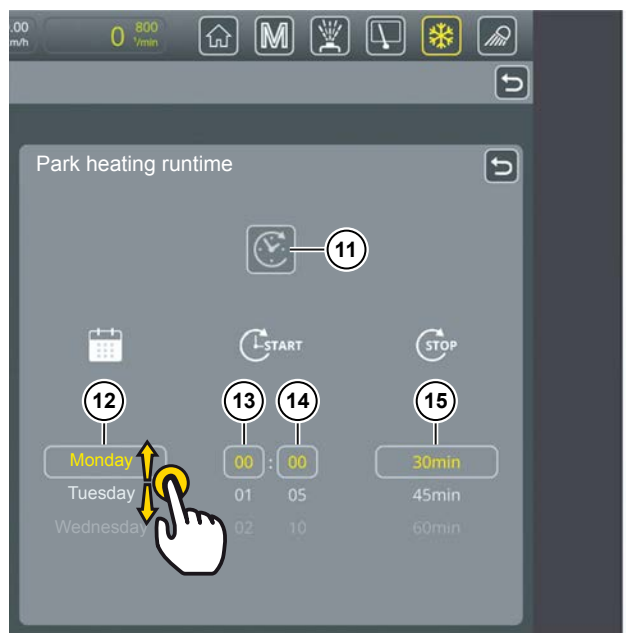 .00 km/h 0 800 1/min M
Park heating runtime
11
START STOP
12 13 14 15
Monday 00 : 00 30min
Tuesday 01 05 45min
Wednesday 02 10 60min